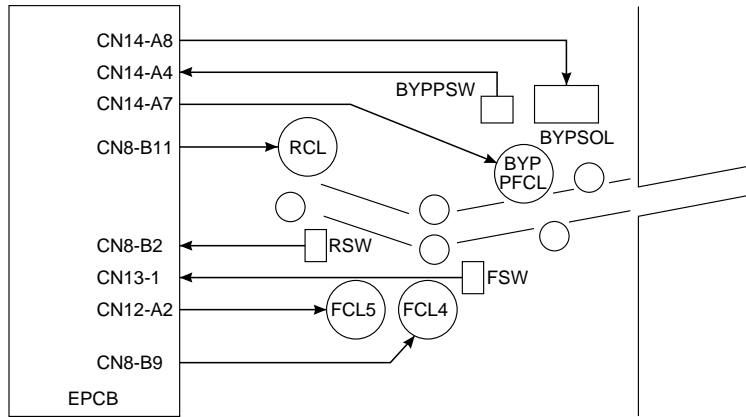 CN14-A8
CN14-A4
BYPPSW
CN14-A7
BYPSOL
CN8-B11
RCL
BYP
PFCL
CN8-B2
RSW
CN13-1
FSW
CN12-A2
FCL5
FCL4
CN8-B9
EPCB